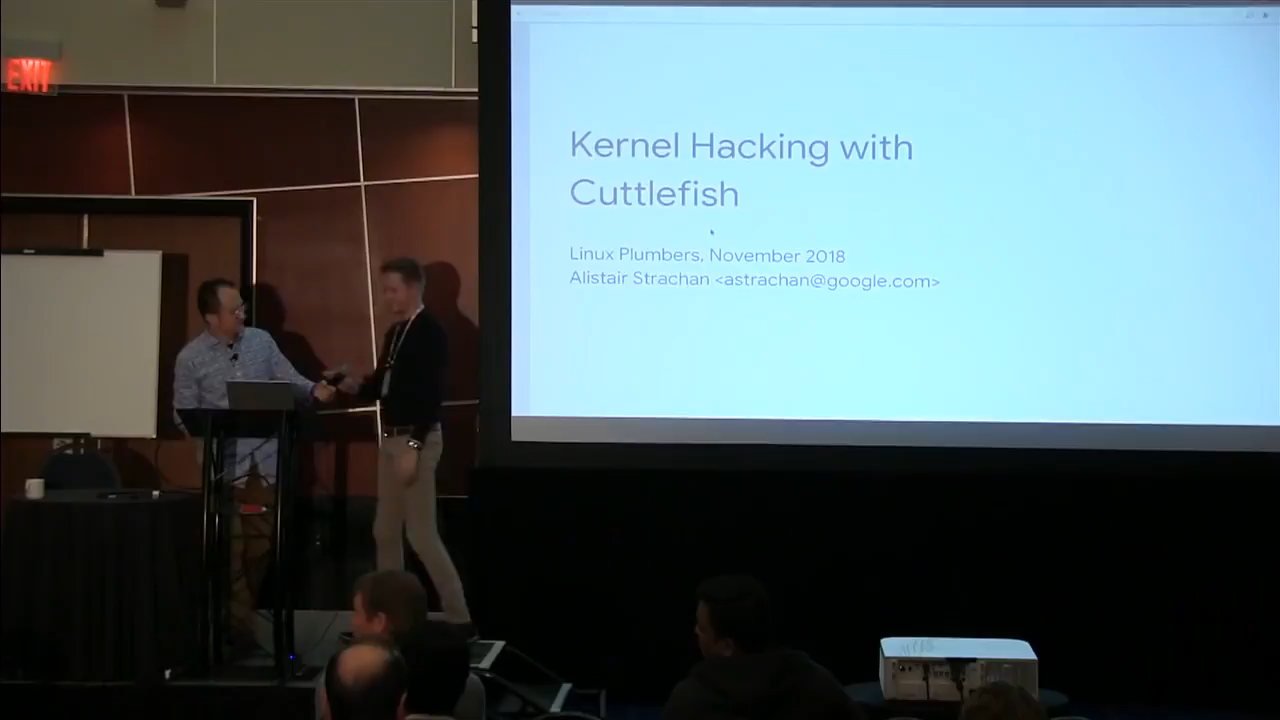 EXIT
Kernel Hacking with
Cuttlefish
Linux Plumbers, November 2018
Alistair Strachan <astrachan@google.com>